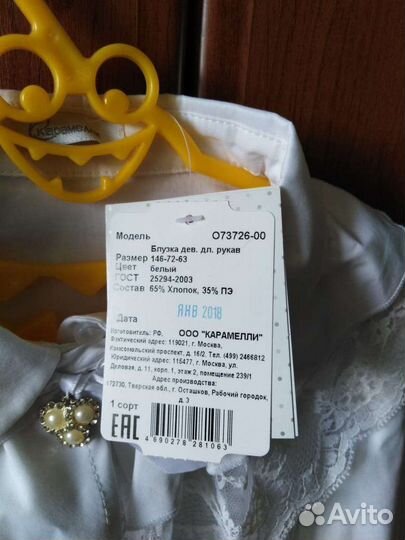 Карамелли
Модель О73726-00
Блузка дев. дл. рукав
Размер 146-72-63
Цвет белый
ГОСТ 25294-2003
Состав 65% Хлопок, 35% ПЭ
Дата ЯНВ 2018
Изготовитель: РФ, ООО "КАРАМЕЛЛИ"
Фактический адрес: 119021, г. Москва,
Комсомольский проспект, д. 16/2. Тел. (499) 2466812
Юридический адрес: 115477, г. Москва,
Деловая, д. 11, корп. 1, этаж 2, помещение 239/1
Адрес производства:
172730, Тверская обл., г. Осташков, Рабочий городок,
д. 3
1 сорт
ЕАС
4 690278 281063
Avito